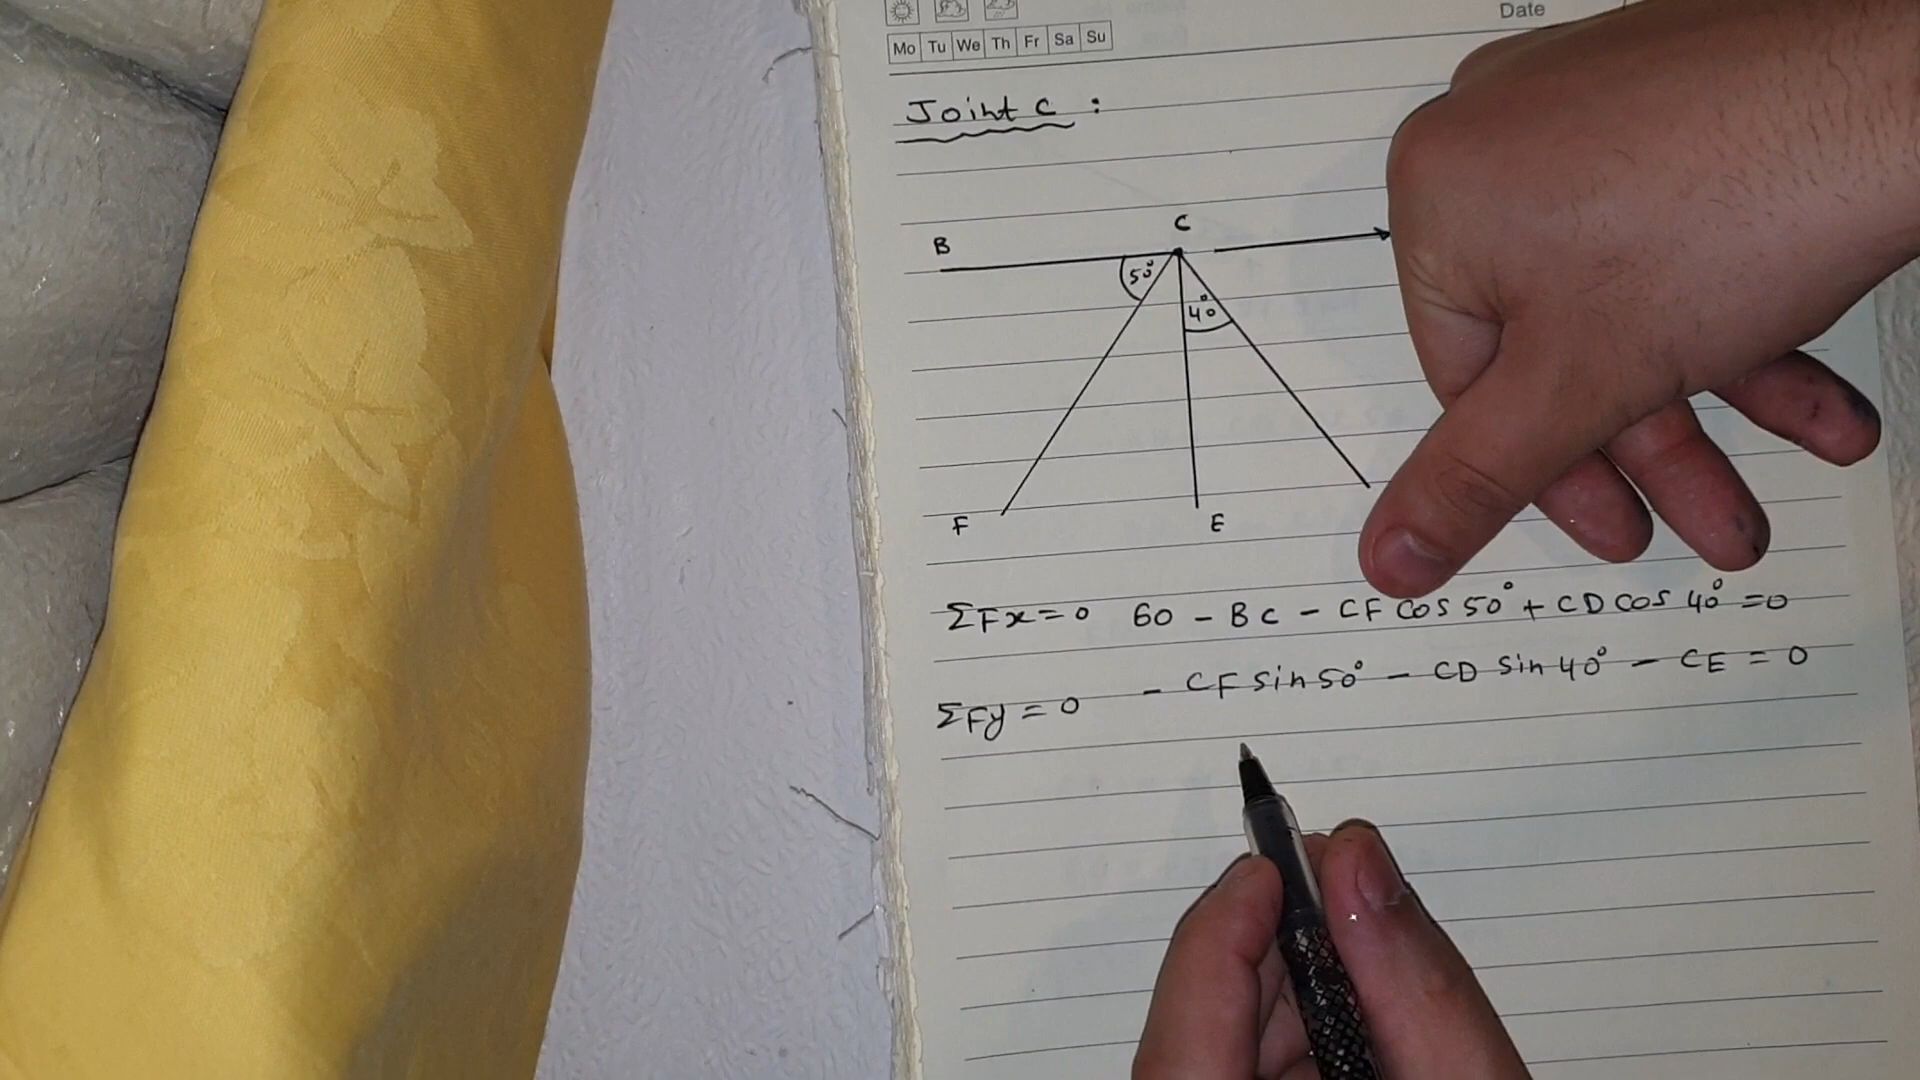 Date
Mo Tu We Th Fr Sa Su
Joint C :
C
B
50°
40°
F
E
ΣFx = 0 60 - BC - CF Cos 50° + CD Cos 40° = 0
ΣFy = 0 - CF Sin 50° - CD Sin 40° - CE = 0